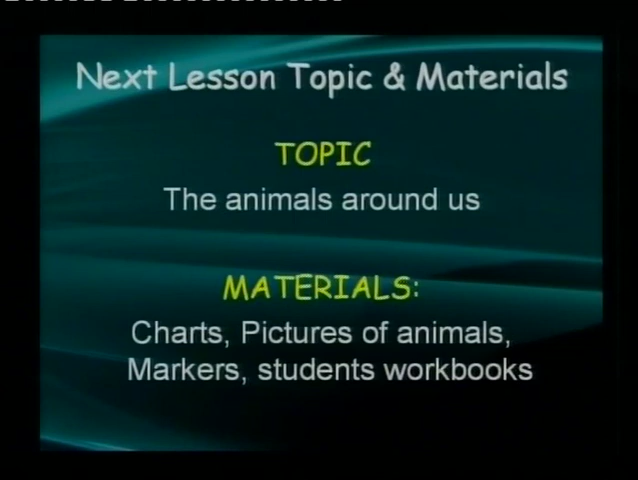 Next Lesson Topic & Materials
TOPIC
The animals around us
MATERIALS:
Charts, Pictures of animals,
Markers, students workbooks